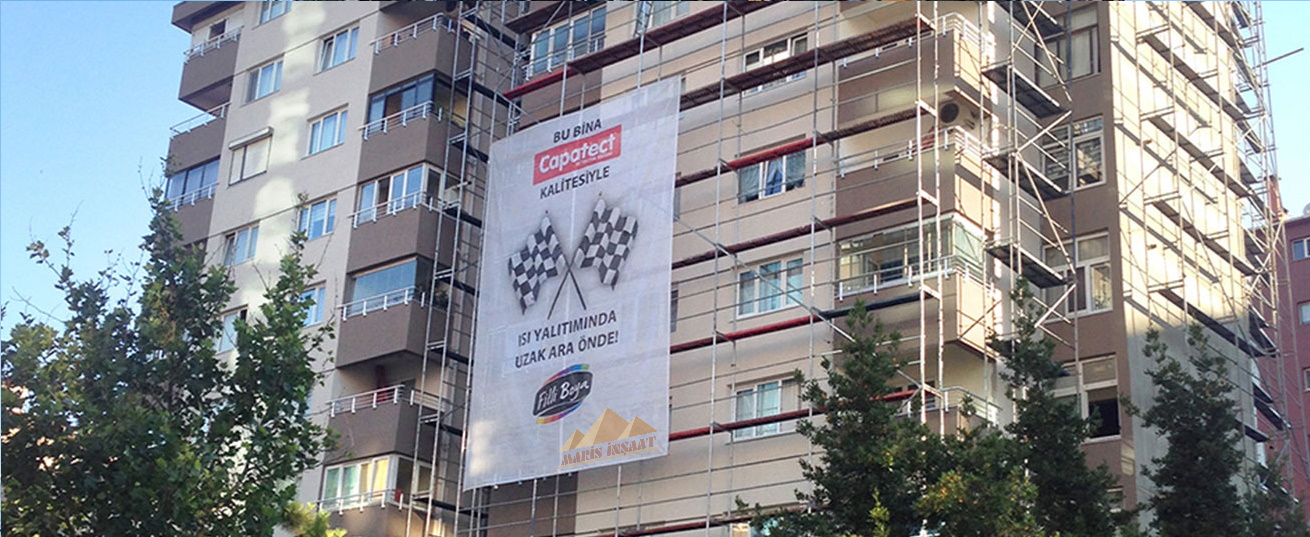 BU BİNA
Capatect
KALİTESİYLE
ISI YALITIMINDA
UZAK ARA ÖNDE!
Filli Boya
MARİS İNŞAAT